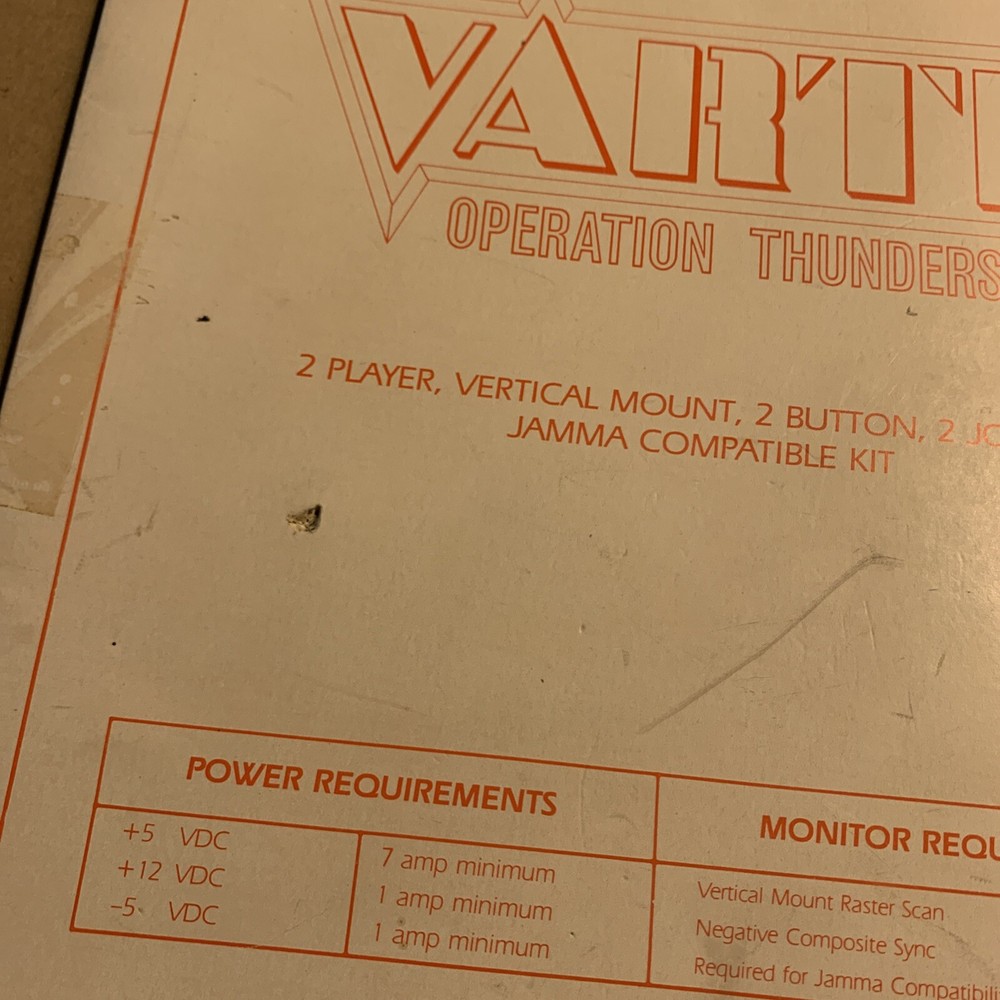 VART
OPERATION THUNDERS
2 PLAYER, VERTICAL MOUNT, 2 BUTTON, 2 JO
JAMMA COMPATIBLE KIT
POWER REQUIREMENTS
+5 VDC 7 amp minimum
+12 VDC 1 amp minimum
-5 VDC 1 amp minimum
MONITOR REQU
Vertical Mount Raster Scan
Negative Composite Sync
Required for Jamma Compatibili